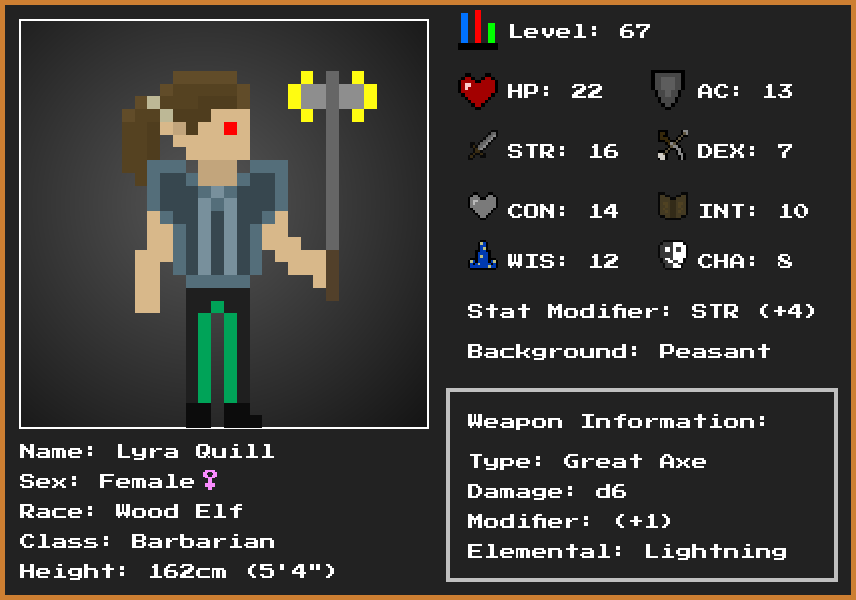 Level: 67
HP: 22
AC: 13
STR: 16
DEX: 7
CON: 14
INT: 10
WIS: 12
CHA: 8
Stat Modifier: STR (+4)
Background: Peasant
Weapon Information:
Type: Great Axe
Damage: d6
Modifier: (+1)
Elemental: Lightning
Name: Lyra Quill
Sex: Female♀
Race: Wood Elf
Class: Barbarian
Height: 162cm (5'4")